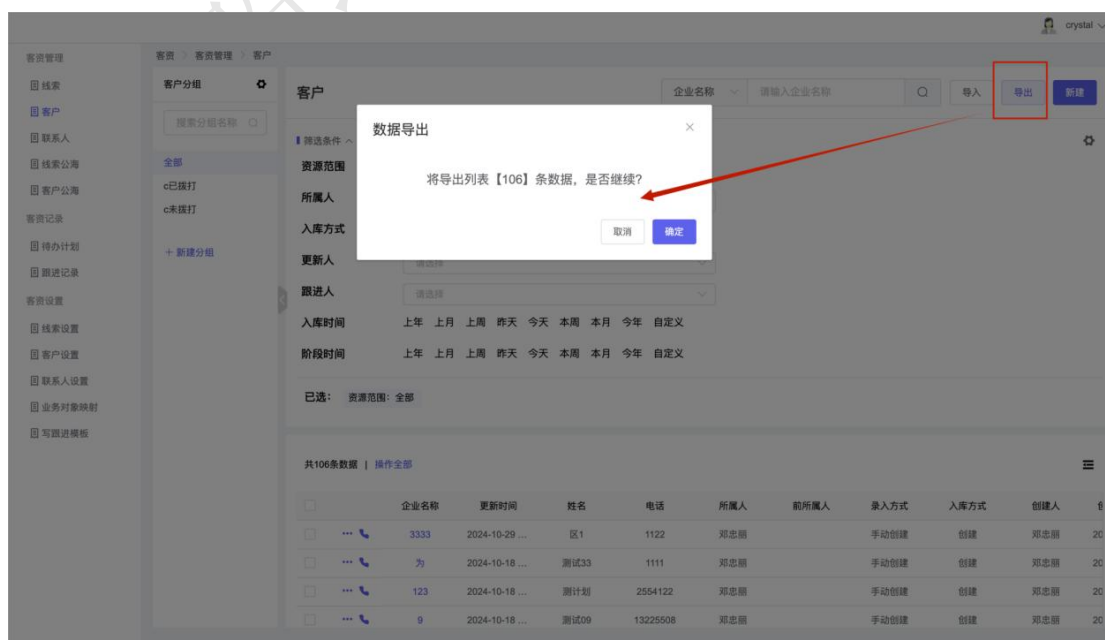 crystal
客资管理
线索
客户
联系人
线索公海
客户公海
客资记录
待办计划
跟进记录
客资设置
线索设置
客户设置
联系人设置
业务对象映射
写跟进模板
客资 > 客资管理 > 客户
客户分组
搜索分组名称
全部
c已拨打
c未拨打
+ 新建分组
客户
企业名称 请输入企业名称 导入 导出 新建
筛选条件
资源范围
所属人
入库方式
更新人 请选择
跟进人 请选择
入库时间 上年 上月 上周 昨天 今天 本周 本月 今年 自定义
阶段时间 上年 上月 上周 昨天 今天 本周 本月 今年 自定义
已选: 资源范围: 全部
数据导出
将导出列表【106】条数据，是否继续?
取消 确定
共106条数据 | 操作全部
企业名称 更新时间 姓名 电话 所属人 前所属人 录入方式 入库方式 创建人
3333 2024-10-29 ... 区1 1122 邓忠丽 手动创建 创建 邓忠丽 20
为 2024-10-18 ... 测试33 1111 邓忠丽 手动创建 创建 邓忠丽 20
123 2024-10-18 ... 测计划 2554122 邓忠丽 手动创建 创建 邓忠丽 20
9 2024-10-18 ... 测试09 13225508 邓忠丽 手动创建 创建 邓忠丽 20